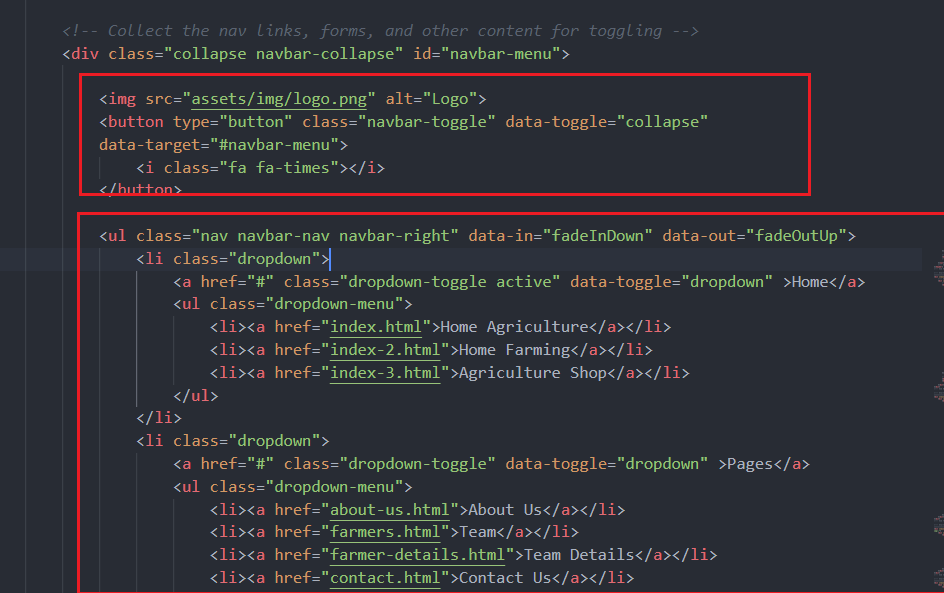 <!-- Collect the nav links, forms, and other content for toggling -->
<div class="collapse navbar-collapse" id="navbar-menu">
<img src="assets/img/logo.png" alt="Logo">
<button type="button" class="navbar-toggle" data-toggle="collapse"
data-target="#navbar-menu">
<i class="fa fa-times"></i>
</button>
<ul class="nav navbar-nav navbar-right" data-in="fadeInDown" data-out="fadeOutUp">
<li class="dropdown">
<a href="#" class="dropdown-toggle active" data-toggle="dropdown" >Home</a>
<ul class="dropdown-menu">
<li><a href="index.html">Home Agriculture</a></li>
<li><a href="index-2.html">Home Farming</a></li>
<li><a href="index-3.html">Agriculture Shop</a></li>
</ul>
</li>
<li class="dropdown">
<a href="#" class="dropdown-toggle" data-toggle="dropdown" >Pages</a>
<ul class="dropdown-menu">
<li><a href="about-us.html">About Us</a></li>
<li><a href="farmers.html">Team</a></li>
<li><a href="farmer-details.html">Team Details</a></li>
<li><a href="contact.html">Contact Us</a></li>